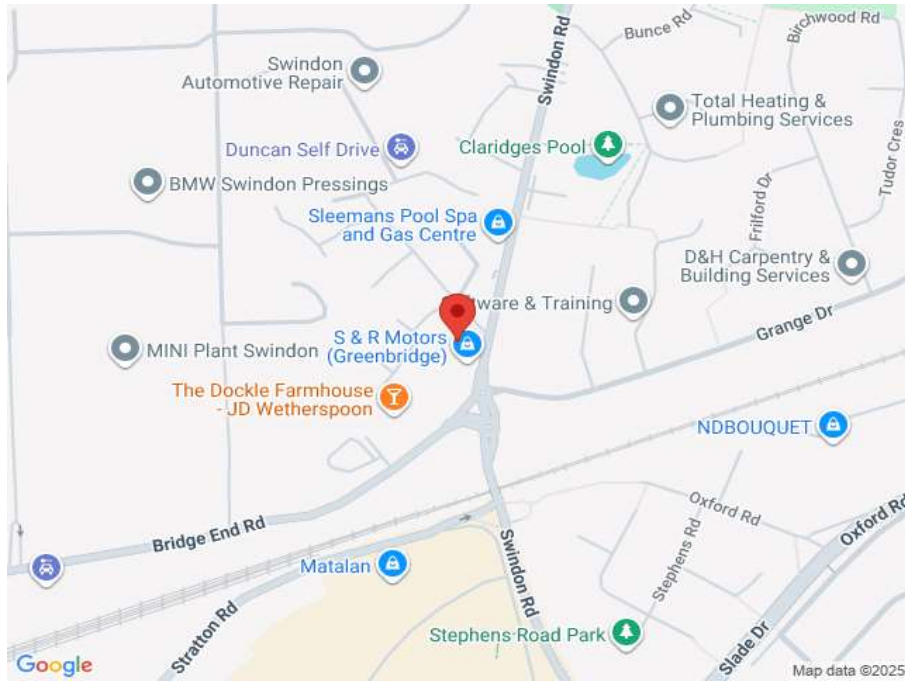 Birchwood Rd
Bunce Rd
Swindon Rd
Swindon
Automotive Repair
Total Heating &
Plumbing Services
Duncan Self Drive
Claridges Pool
Tudor Cres
BMW Swindon Pressings
Frilford Dr
Sleemans Pool Spa
and Gas Centre
D&H Carpentry &
Building Services
ware & Training
Grange Dr
S & R Motors
(Greenbridge)
MINI Plant Swindon
The Dockle Farmhouse
- JD Wetherspoon
NDBOUQUET
Oxford Rd
Oxford Rd
Bridge End Rd
Stephens Rd
Swindon Rd
Matalan
Stratton Rd
Stephens Road Park
Slade Dr
Google
Map data ©2025